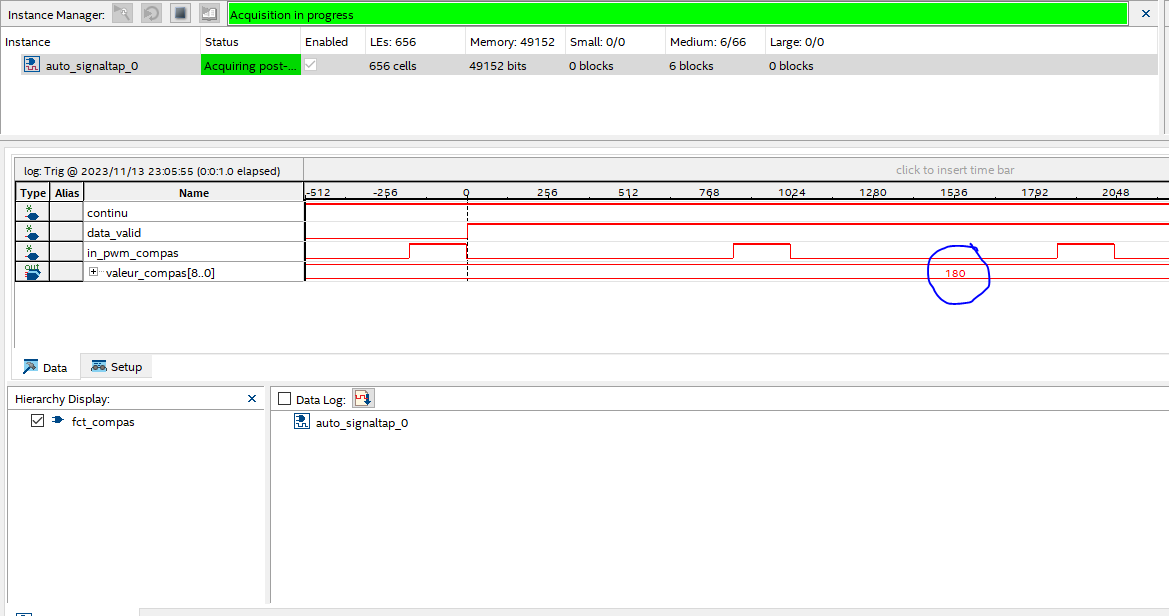 Instance Manager: Acquisition in progress
Instance Status Enabled LEs: 656 Memory: 49152 Small: 0/0 Medium: 6/66 Large: 0/0
auto_signaltap_0 Acquiring post-... 656 cells 49152 bits 0 blocks 6 blocks 0 blocks
log: Trig @ 2023/11/13 23:05:55 (0:0:1.0 elapsed) click to insert time bar
Type Alias Name -512 -256 0 256 512 768 1024 1280 1536 1792 2048
continu
data_valid
in_pwm_compas
valeur_compas[8..0] 180
Data Setup
Hierarchy Display: Data Log:
fct_compas auto_signaltap_0